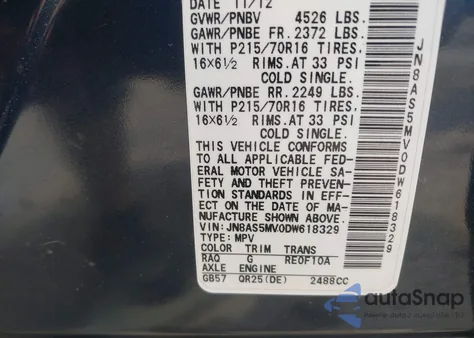 DATE 11/12
GVWR/PNBV 4526 LBS.
GAWR/PNBE FR. 2372 LBS.
WITH P215/70R16 TIRES,
16X6½ RIMS. AT 33 PSI
COLD SINGLE.
GAWR/PNBE RR. 2249 LBS.
WITH P215/70R16 TIRES,
16X6½ RIMS. AT 33 PSI
COLD SINGLE.
THIS VEHICLE CONFORMS
TO ALL APPLICABLE FED-
ERAL MOTOR VEHICLE SA-
FETY AND THEFT PREVEN-
TION STANDARDS IN EFF-
ECT ON THE DATE OF MA-
NUFACTURE SHOWN ABOVE.
VIN: JN8AS5MV0DW618329
TYPE: MPV
COLOR TRIM TRANS
RAQ G RE0F10A
AXLE ENGINE
GB57 QR25(DE) 2488CC
JN8AS5MV0DW618329
autoSnap